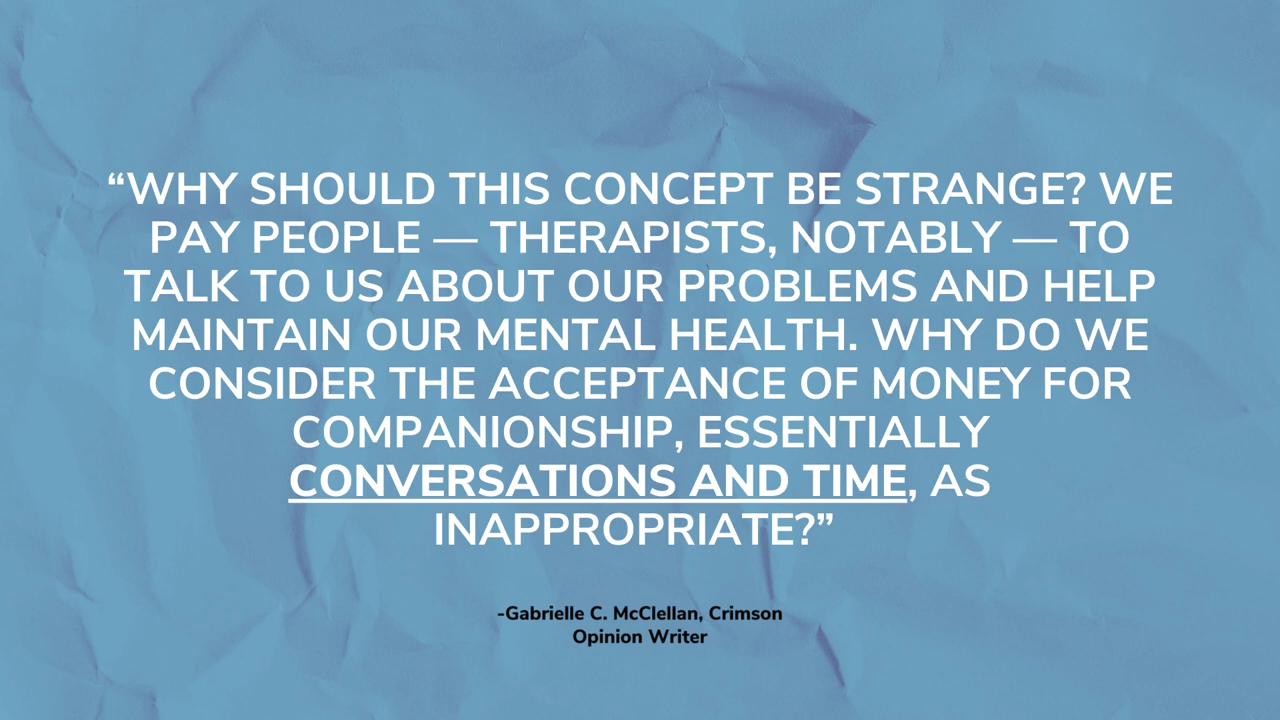 “WHY SHOULD THIS CONCEPT BE STRANGE? WE
PAY PEOPLE — THERAPISTS, NOTABLY — TO
TALK TO US ABOUT OUR PROBLEMS AND HELP
MAINTAIN OUR MENTAL HEALTH. WHY DO WE
CONSIDER THE ACCEPTANCE OF MONEY FOR
COMPANIONSHIP, ESSENTIALLY
CONVERSATIONS AND TIME, AS
INAPPROPRIATE?”
-Gabrielle C. McClellan, Crimson
Opinion Writer